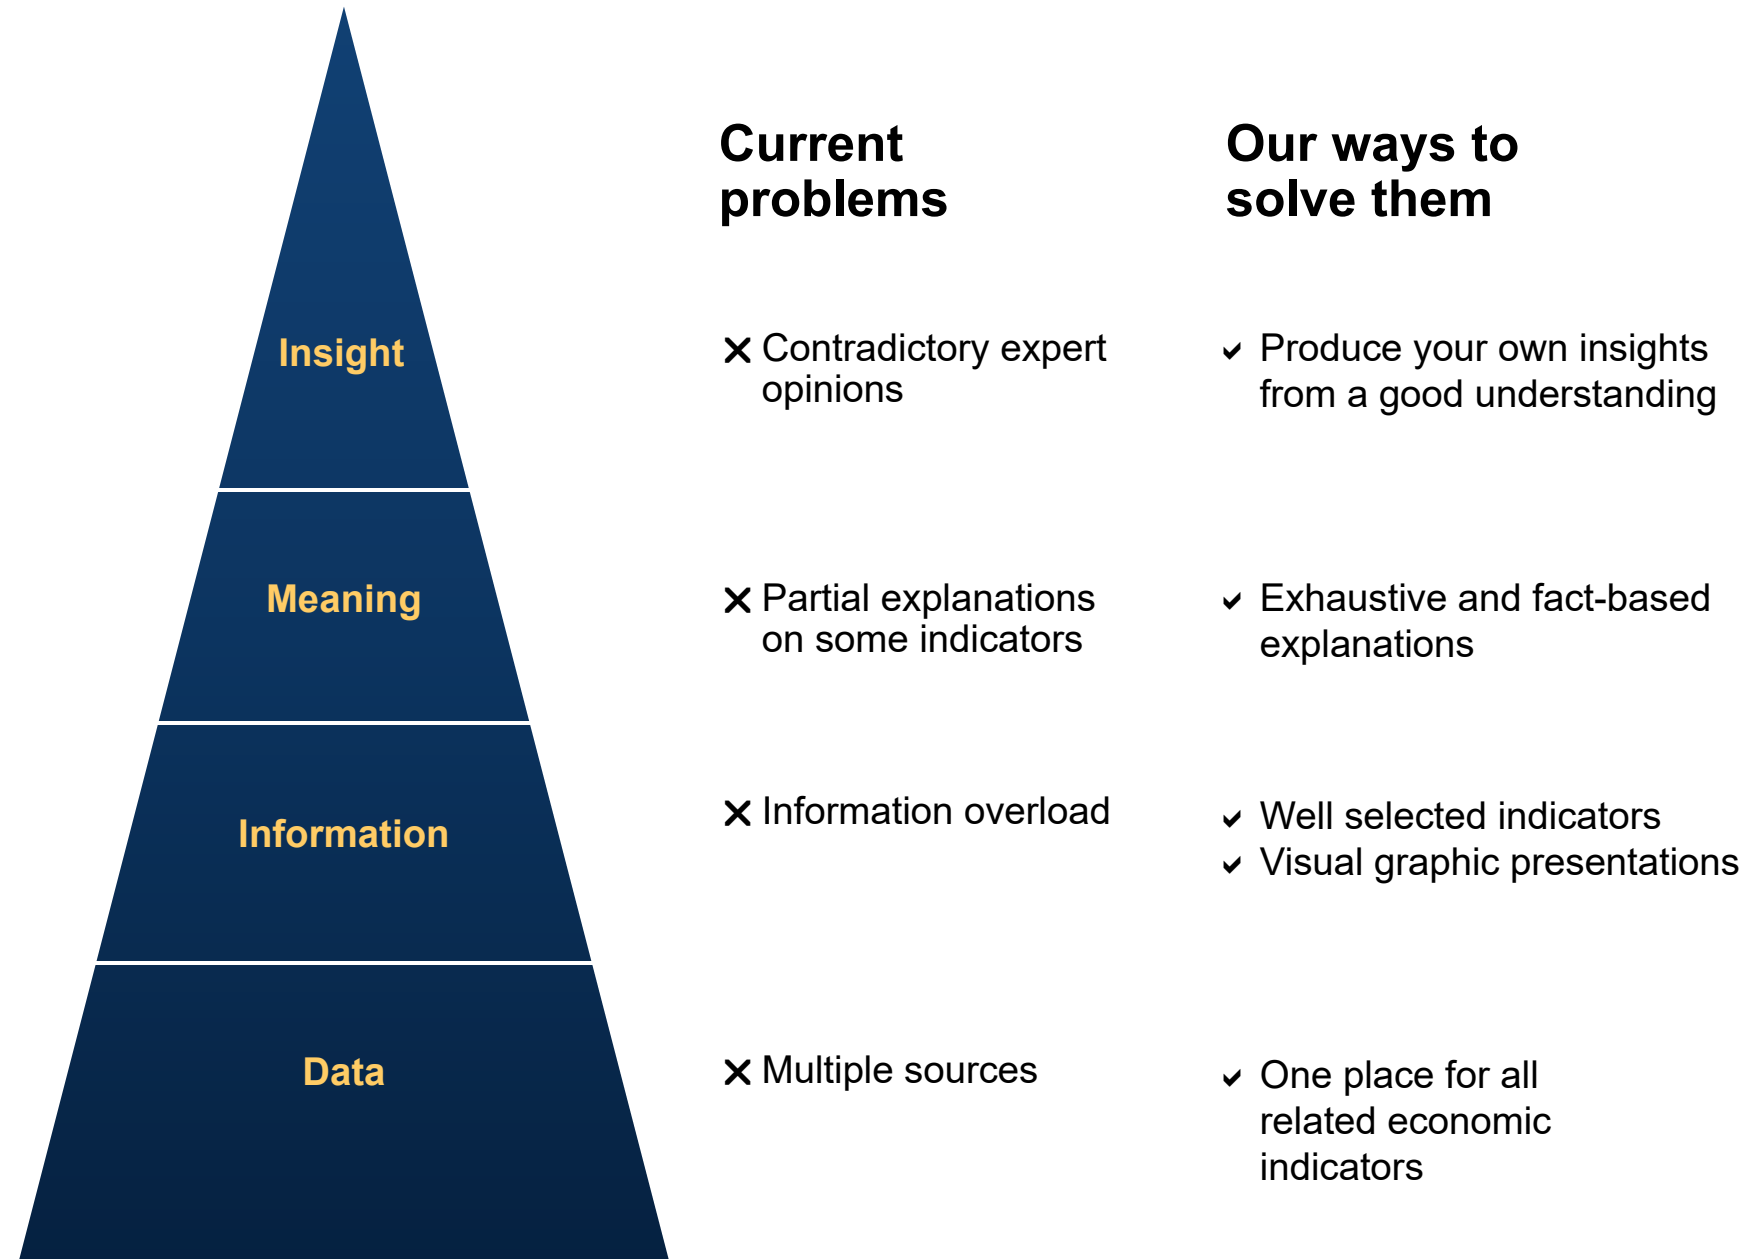 Current
problems
Our ways to
solve them
Insight
Contradictory expert
opinions
Produce your own insights
from a good understanding
Meaning
Partial explanations
on some indicators
Exhaustive and fact-based
explanations
Information
Information overload
Well selected indicators
Visual graphic presentations
Data
Multiple sources
One place for all
related economic
indicators